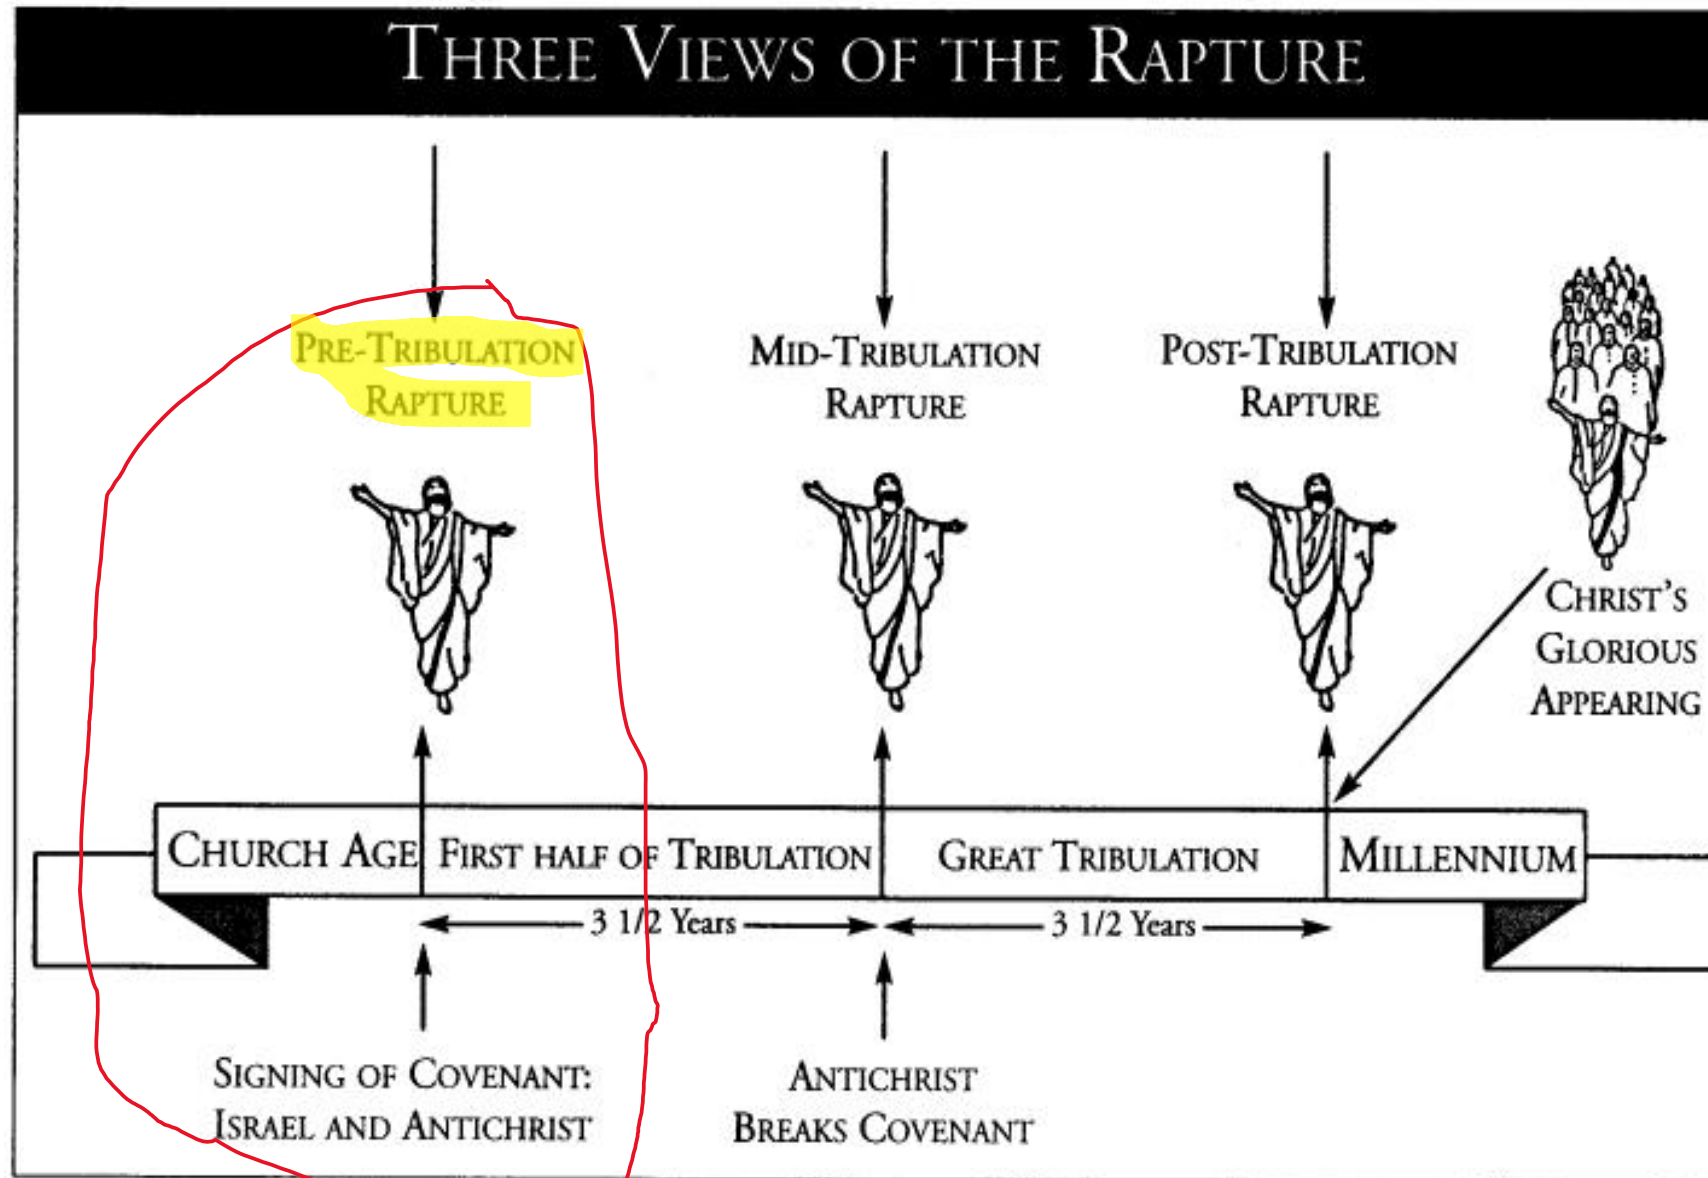 THREE VIEWS OF THE RAPTURE
PRE-TRIBULATION
RAPTURE
MID-TRIBULATION
RAPTURE
POST-TRIBULATION
RAPTURE
CHRIST'S
GLORIOUS
APPEARING
CHURCH AGE
FIRST HALF OF TRIBULATION
GREAT TRIBULATION
MILLENNIUM
3 1/2 Years
3 1/2 Years
SIGNING OF COVENANT:
ISRAEL AND ANTICHRIST
ANTICHRIST
BREAKS COVENANT